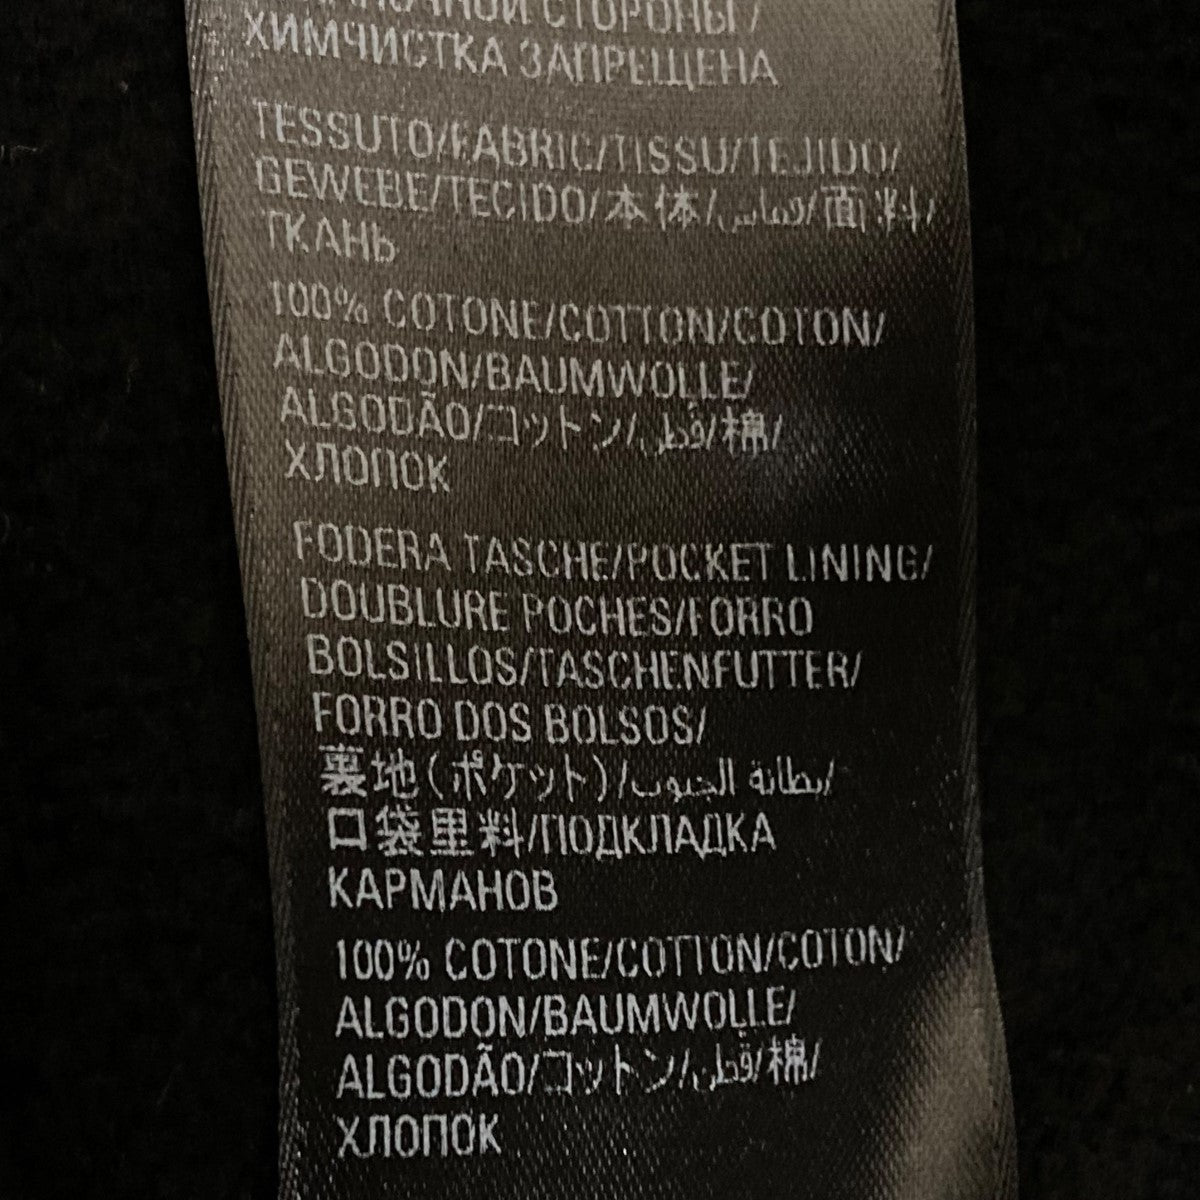 СТОРОНЫ /
ХИМЧИСТКА ЗАПРЕЩЕНА
TESSUTO/FABRIC/TISSU/TEJIDO/
GEWEBE/TECIDO/本体/قماش/面料/
ТКАНЬ
100% COTONE/COTTON/COTON/
ALGODON/BAUMWOLLE/
ALGODÃO/コットン/قطن/棉/
ХЛОПОК
FODERA TASCHE/POCKET LINING/
DOUBLURE POCHES/FORRO
BOLSILLOS/TASCHENFUTTER/
FORRO DOS BOLSOS/
裏地(ポケット)/بطانة الجيوب/
口袋里料/ПОДКЛАДКА
КАРМАНОВ
100% COTONE/COTTON/COTON/
ALGODON/BAUMWOLLE/
ALGODÃO/コットン/قطن/棉/
ХЛОПОК